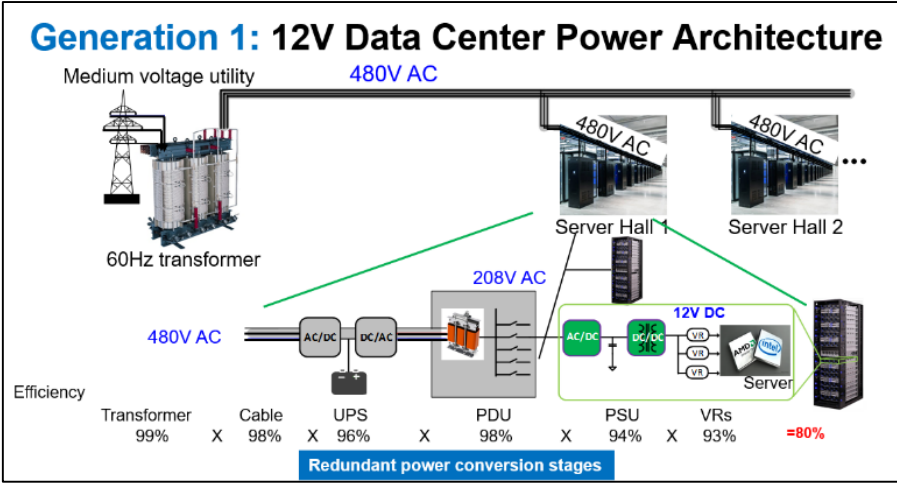 Generation 1: 12V Data Center Power Architecture
Medium voltage utility
480V AC
480V AC
480V AC
Server Hall 1
Server Hall 2
...
60Hz transformer
208V AC
480V AC
AC/DC
DC/AC
- +
AC/DC
DC/DC
12V DC
VR
VR
VR
AMD
intel
Server
Efficiency
Transformer Cable UPS PDU PSU VRs
99% X 98% X 96% X 98% X 94% X 93% =80%
Redundant power conversion stages